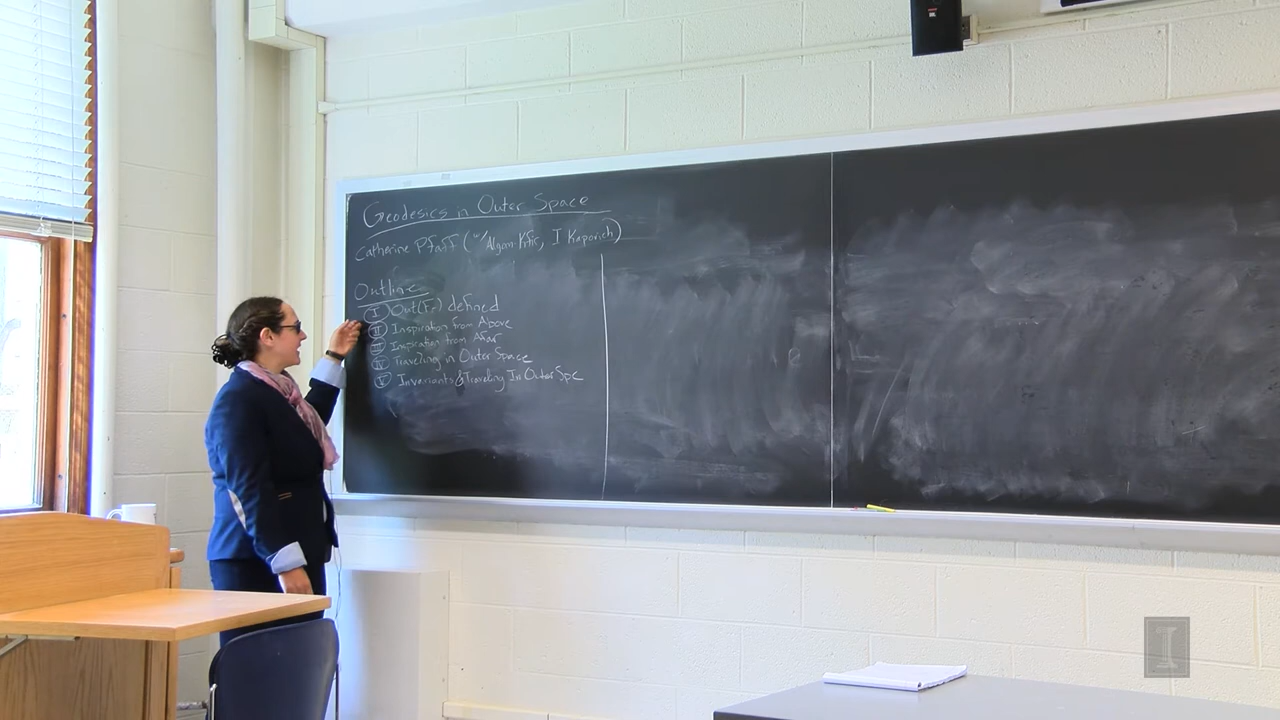 Geodesics in Outer Space
Catherine Pfaff (w/ Algom-Kfir, I Kapovich)
Outline
I Out(Fr) defined
II Inspiration from Above
III Inspiration from Afar
IV Traveling in Outer Space
V Invariants & Traveling In Outer Spc
I